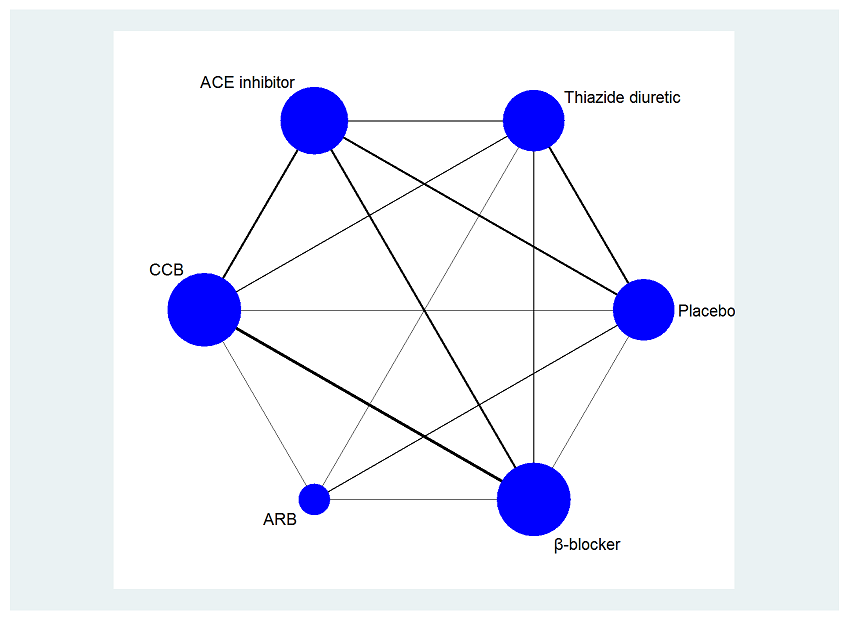 ACE inhibitor
Thiazide diuretic
CCB
Placebo
ARB
β-blocker